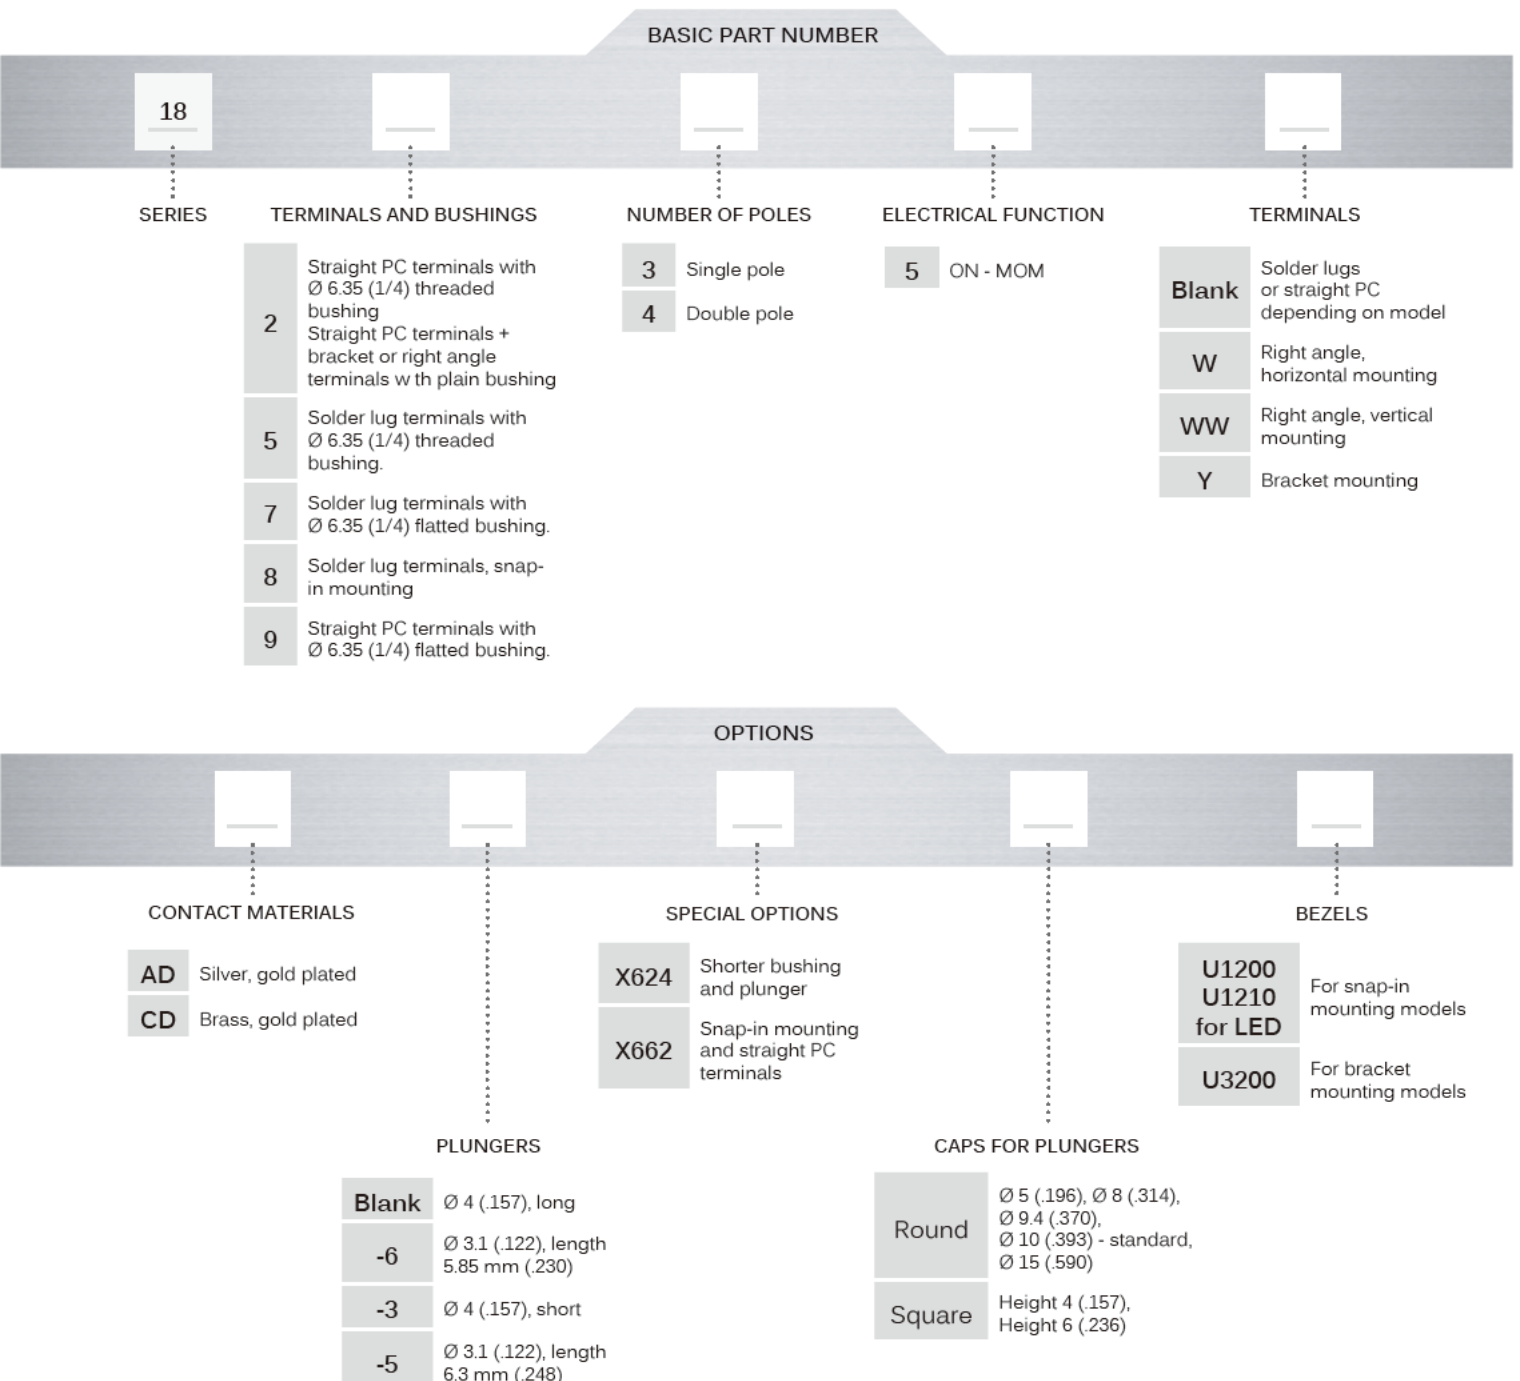 BASIC PART NUMBER
18
SERIES
TERMINALS AND BUSHINGS
2
Straight PC terminals with
Ø 6.35 (1/4) threaded
bushing
Straight PC terminals +
bracket or right angle
terminals w th plain bushing
5
Solder lug terminals with
Ø 6.35 (1/4) threaded
bushing.
7
Solder lug terminals with
Ø 6.35 (1/4) flatted bushing.
8
Solder lug terminals, snap-
in mounting
9
Straight PC terminals with
Ø 6.35 (1/4) flatted bushing.
NUMBER OF POLES
3
Single pole
4
Double pole
ELECTRICAL FUNCTION
5
ON - MOM
TERMINALS
Blank
Solder lugs
or straight PC
depending on model
W
Right angle,
horizontal mounting
WW
Right angle, vertical
mounting
Y
Bracket mounting
OPTIONS
CONTACT MATERIALS
AD
Silver, gold plated
CD
Brass, gold plated
PLUNGERS
Blank
Ø 4 (.157), long
-6
Ø 3.1 (.122), length
5.85 mm (.230)
-3
Ø 4 (.157), short
-5
Ø 3.1 (.122), length
6.3 mm (.248)
SPECIAL OPTIONS
X624
Shorter bushing
and plunger
X662
Snap-in mounting
and straight PC
terminals
CAPS FOR PLUNGERS
Round
Ø 5 (.196), Ø 8 (.314),
Ø 9.4 (.370),
Ø 10 (.393) - standard,
Ø 15 (.590)
Square
Height 4 (.157),
Height 6 (.236)
BEZELS
U1200
U1210
for LED
For snap-in
mounting models
U3200
For bracket
mounting models